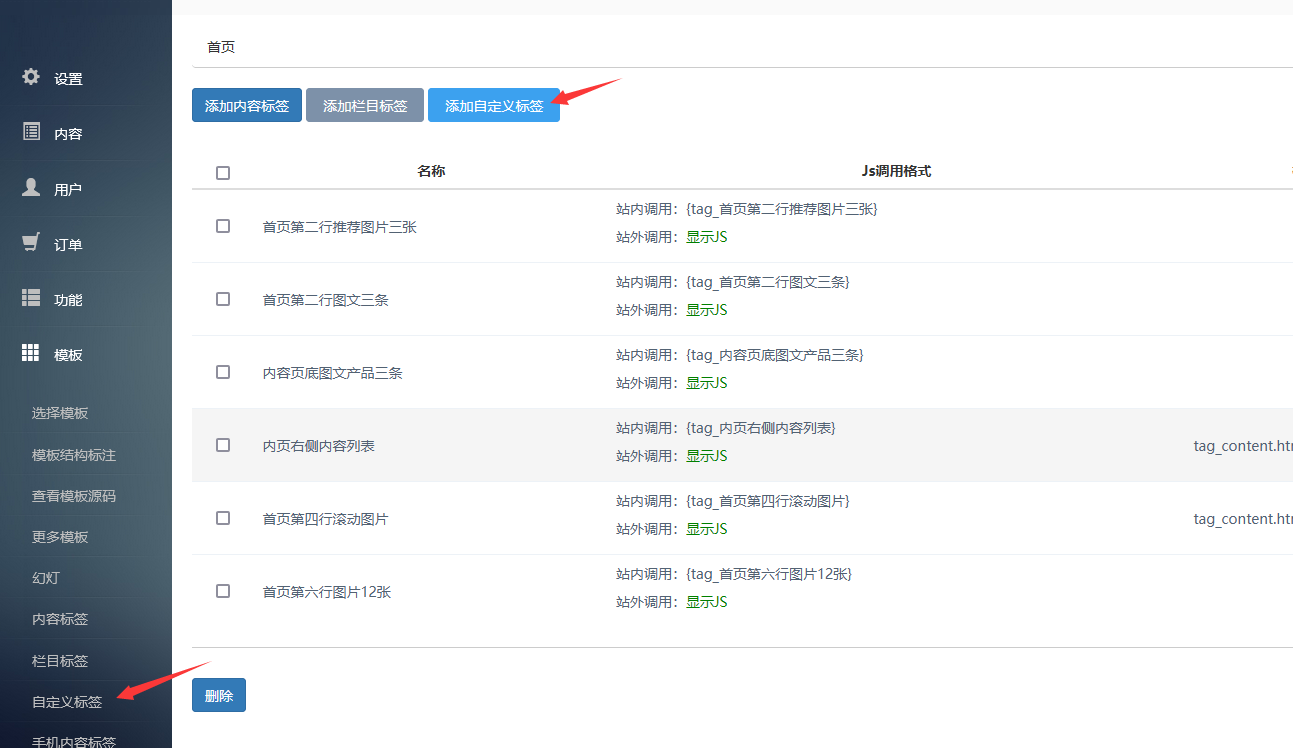 设置
内容
用户
订单
功能
模板
选择模板
模板结构标注
查看模板源码
更多模板
幻灯
内容标签
栏目标签
自定义标签
手机内容标签
首页
添加内容标签 添加栏目标签 添加自定义标签
名称 Js调用格式
首页第二行推荐图片三张
站内调用：{tag_首页第二行推荐图片三张}
站外调用：显示JS
首页第二行图文三条
站内调用：{tag_首页第二行图文三条}
站外调用：显示JS
内容页底图文产品三条
站内调用：{tag_内容页底图文产品三条}
站外调用：显示JS
内页右侧内容列表
站内调用：{tag_内页右侧内容列表}
站外调用：显示JS
tag_content.htm
首页第四行滚动图片
站内调用：{tag_首页第四行滚动图片}
站外调用：显示JS
tag_content.htm
首页第六行图片12张
站内调用：{tag_首页第六行图片12张}
站外调用：显示JS
删除